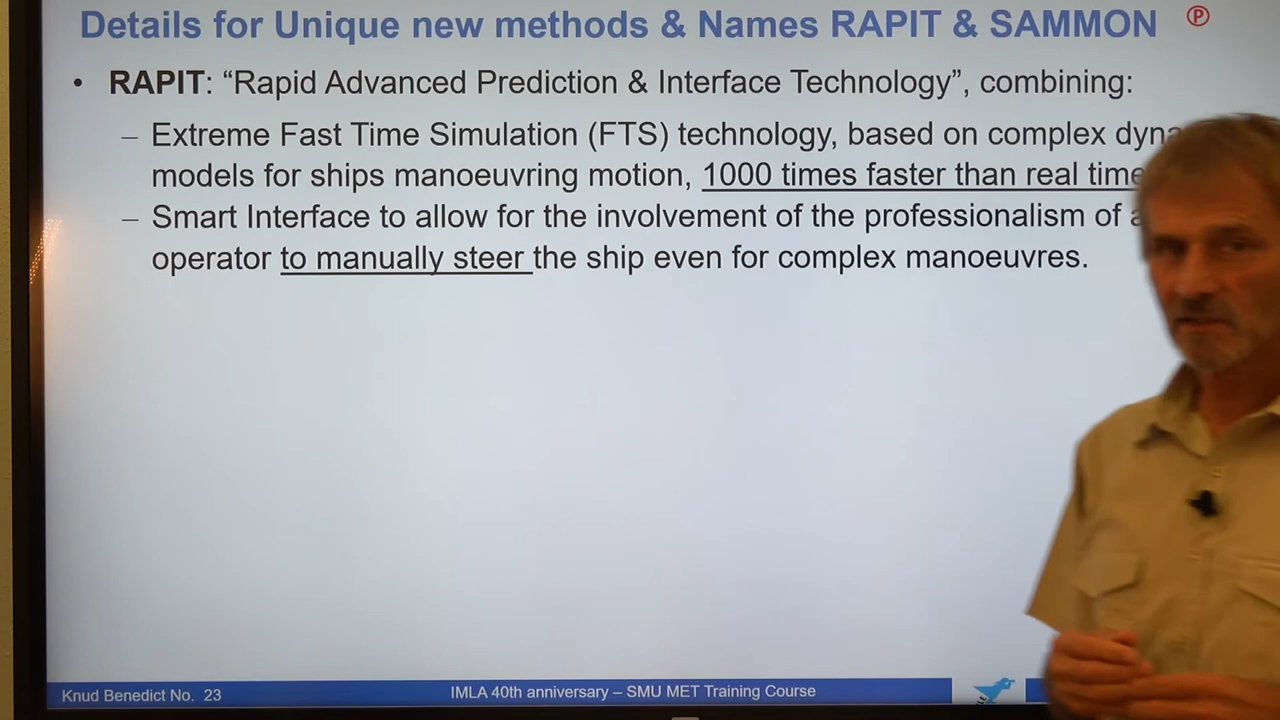 Details for Unique new methods & Names RAPIT & SAMMON Ⓟ
• RAPIT: “Rapid Advanced Prediction & Interface Technology”, combining:
– Extreme Fast Time Simulation (FTS) technology, based on complex
models for ships manoeuvring motion, 1000 times faster than real time
– Smart Interface to allow for the involvement of the professionalism of
operator to manually steer the ship even for complex manoeuvres.
Knud Benedict No. 23
IMLA 40th anniversary – SMU MET Training Course